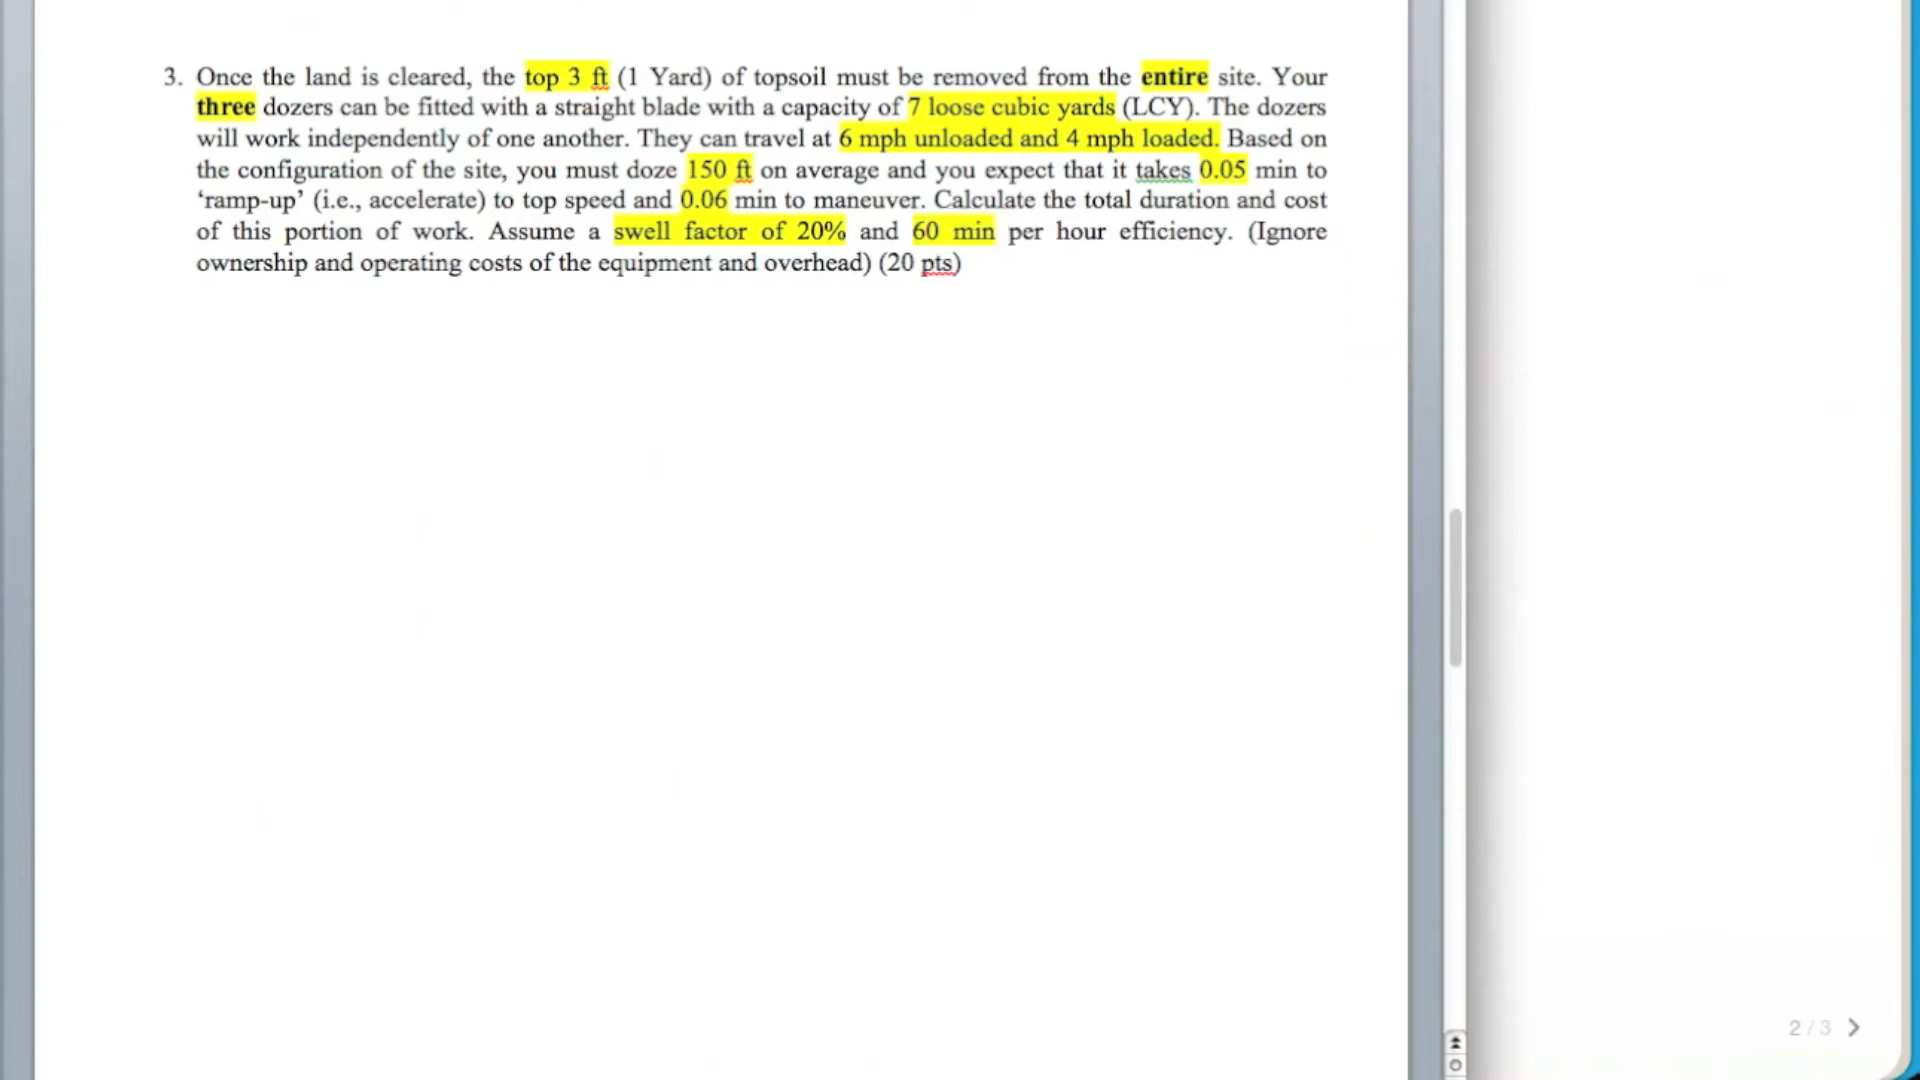 3. Once the land is cleared, the top 3 ft (1 Yard) of topsoil must be removed from the entire site. Your
three dozers can be fitted with a straight blade with a capacity of 7 loose cubic yards (LCY). The dozers
will work independently of one another. They can travel at 6 mph unloaded and 4 mph loaded. Based on
the configuration of the site, you must doze 150 ft on average and you expect that it takes 0.05 min to
‘ramp-up’ (i.e., accelerate) to top speed and 0.06 min to maneuver. Calculate the total duration and cost
of this portion of work. Assume a swell factor of 20% and 60 min per hour efficiency. (Ignore
ownership and operating costs of the equipment and overhead) (20 pts)
2 / 3